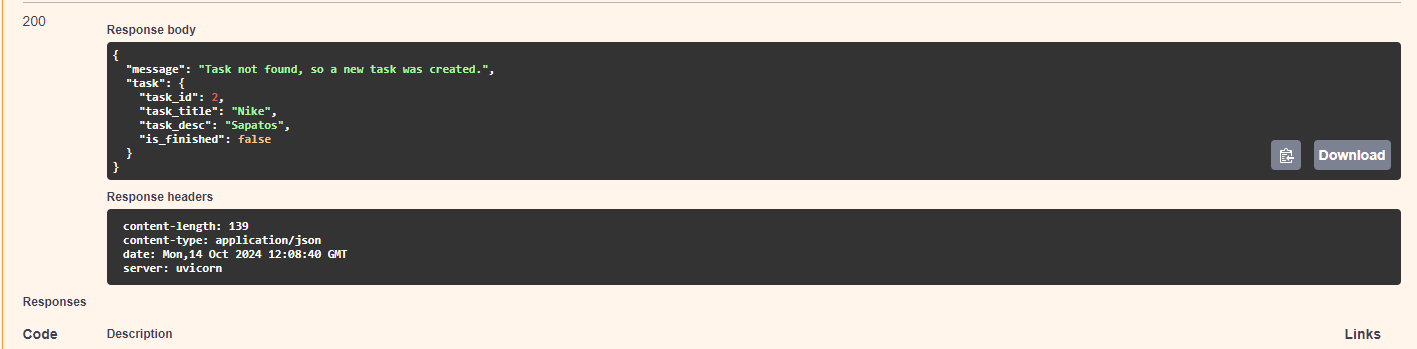 200
Response body
{
  "message": "Task not found, so a new task was created.",
  "task": {
    "task_id": 2,
    "task_title": "Nike",
    "task_desc": "Sapatos",
    "is_finished": false
  }
}
Download
Response headers
content-length: 139
content-type: application/json
date: Mon,14 Oct 2024 12:08:40 GMT
server: uvicorn
Responses
Code Description Links